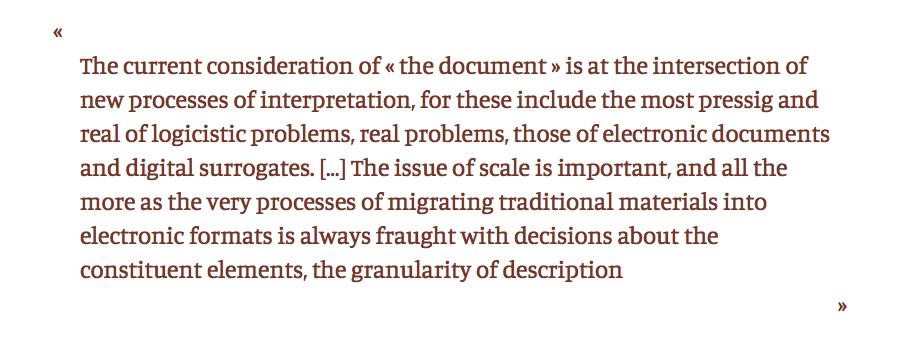 «
The current consideration of « the document » is at the intersection of
new processes of interpretation, for these include the most pressig and
real of logicistic problems, real problems, those of electronic documents
and digital surrogates. [...] The issue of scale is important, and all the
more as the very processes of migrating traditional materials into
electronic formats is always fraught with decisions about the
constituent elements, the granularity of description
»